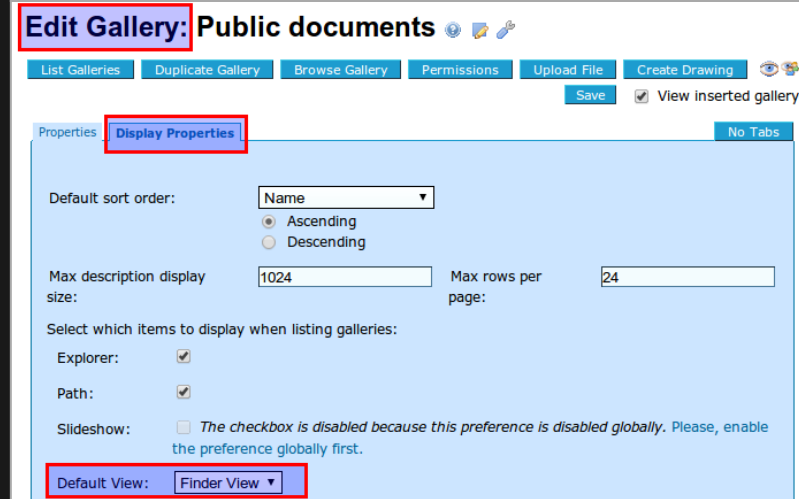 Edit Gallery: Public documents
List Galleries Duplicate Gallery Browse Gallery Permissions Upload File Create Drawing
Save View inserted gallery
Properties Display Properties No Tabs
Default sort order: Name
Ascending
Descending
Max description display size: 1024 Max rows per page: 24
Select which items to display when listing galleries:
Explorer:
Path:
Slideshow: The checkbox is disabled because this preference is disabled globally. Please, enable
the preference globally first.
Default View: Finder View